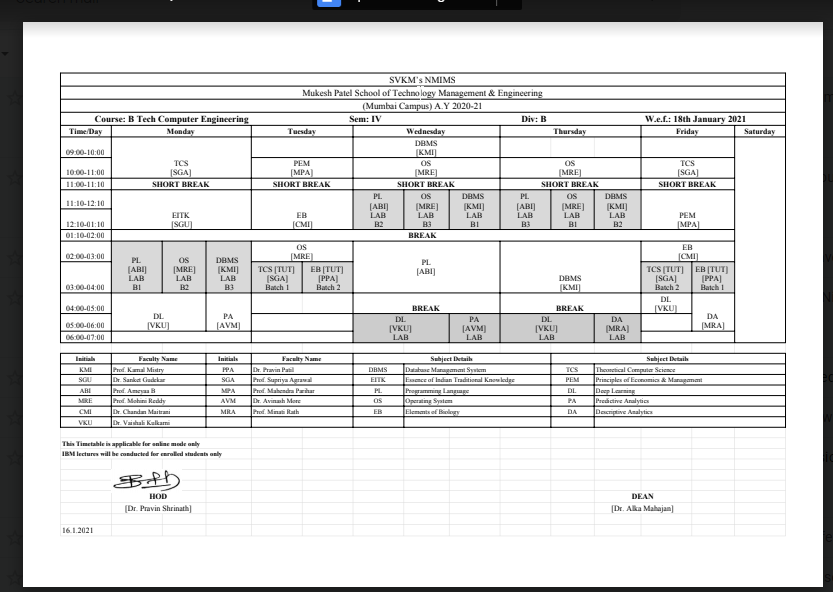 SVKM's NMIMS
Mukesh Patel School of Technology Management & Engineering
(Mumbai Campus) A.Y 2020-21
Course: B Tech Computer Engineering Sem: IV Div: B W.e.f.: 18th January 2021
Time/Day Monday Tuesday Wednesday Thursday Friday Saturday
09:00-10:00 DBMS [KMI]
10:00-11:00 TCS [SGA] PEM [MPA] OS [MRE] OS [MRE] TCS [SGA]
11:00-11:10 SHORT BREAK SHORT BREAK SHORT BREAK SHORT BREAK SHORT BREAK
11:10-12:10
12:20-01:10 EITK [SGU] EB [CMI] PL [ABI] LAB B2 OS [MRE] LAB B3 DBMS [KMI] LAB B1 PL [ABI] LAB B3 OS [MRE] LAB B1 DBMS [KMI] LAB B2 PEM [MPA]
01:10-02:00 BREAK
02:00-03:00 OS [MRE] EB [CMI]
03:00-04:00 PL [ABI] LAB B1 OS [MRE] LAB B2 DBMS [KMI] LAB B3 TCS [TUT] [SGA] Batch 1 EB [TUT] [PPA] Batch 2 PL [ABI] DBMS [KMI] TCS [TUT] [SGA] Batch 2 EB [TUT] [PPA] Batch 1
04:00-05:00 BREAK BREAK DL [VKU]
05:00-06:00 DL [VKU] PA [AVM] DA [MRA]
06:00-07:00 DL [VKU] LAB PA [AVM] LAB DL [VKU] LAB DA [MRA] LAB
Initials Faculty Name Initials Faculty Name Subject Details Subject Details
KMI Prof. Kamal Mistry PPA Dr. Pravin Patil DBMS Database Management System TCS Theoretical Computer Science
SGU Dr. Sanket Gudekar SGA Prof. Supriya Agrawal EITK Essence of Indian Traditional Knowledge PEM Principles of Economics & Management
ABI Prof. Ameyaa B MPA Prof. Mahendra Parihar PL Programming Language DL Deep Learning
MRE Prof. Mohini Reddy AVM Dr. Avinash More OS Operating System PA Predictive Analytics
CMI Dr. Chandan Maitrani MRA Prof. Minati Rath EB Elements of Biology DA Descriptive Analytics
VKU Dr. Vaishali Kulkarni
This Timetable is applicable for online mode only
IBM lectures will be conducted for enrolled students only
HOD DEAN
[Dr. Pravin Shrinath] [Dr. Alka Mahajan]
16.1.2021